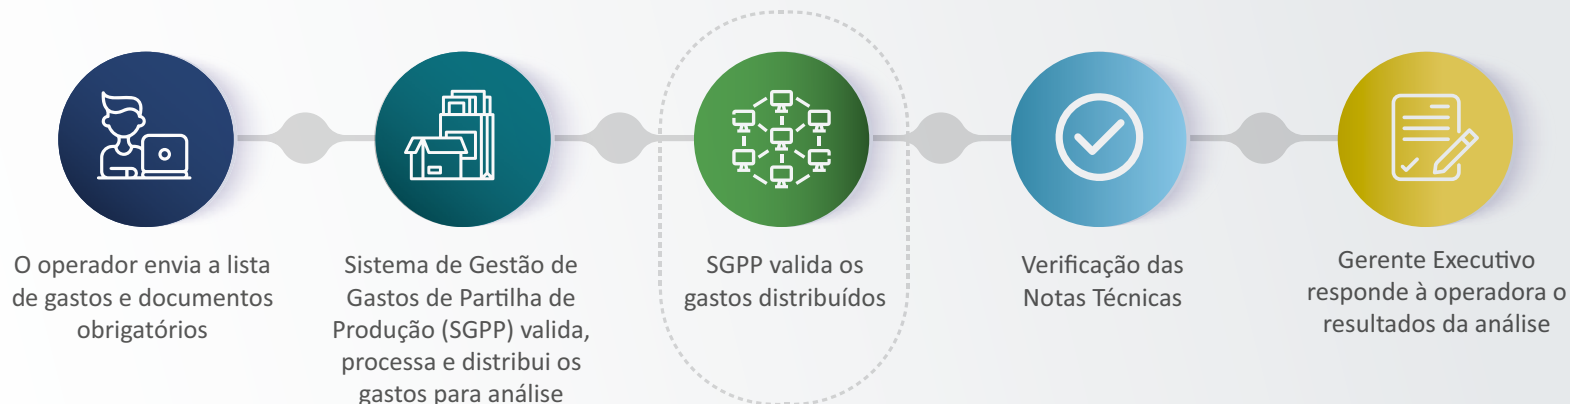 O operador envia a lista
de gastos e documentos
obrigatórios
Sistema de Gestão de
Gastos de Partilha de
Produção (SGPP) valida,
processa e distribui os
gastos para análise
SGPP valida os
gastos distribuídos
Verificação das
Notas Técnicas
Gerente Executivo
responde à operadora o
resultados da análise